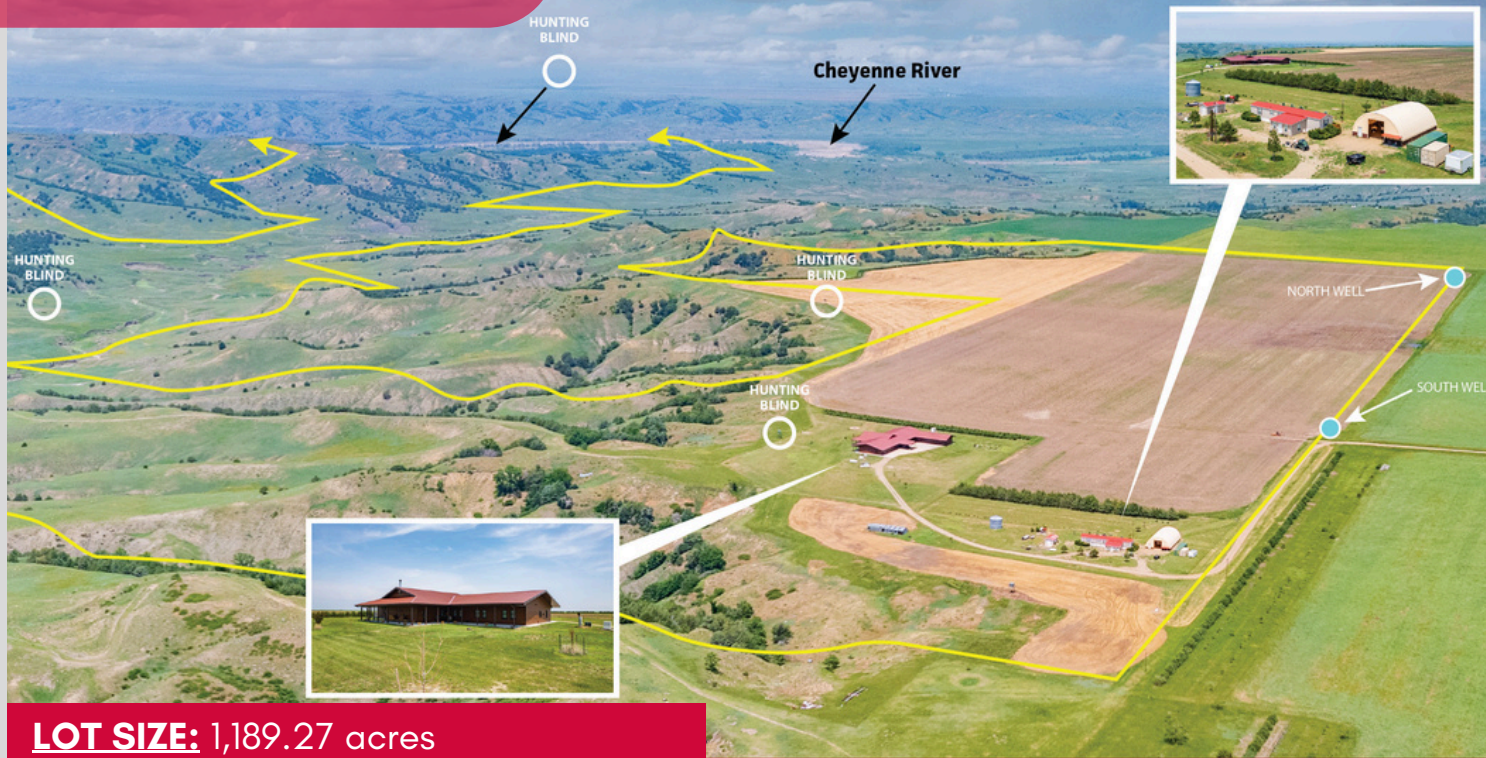 HUNTING
BLIND
Cheyenne River
HUNTING
BLIND
HUNTING
BLIND
NORTH WELL
SOUTH WEL
HUNTING
BLIND
LOT SIZE: 1,189.27 acres